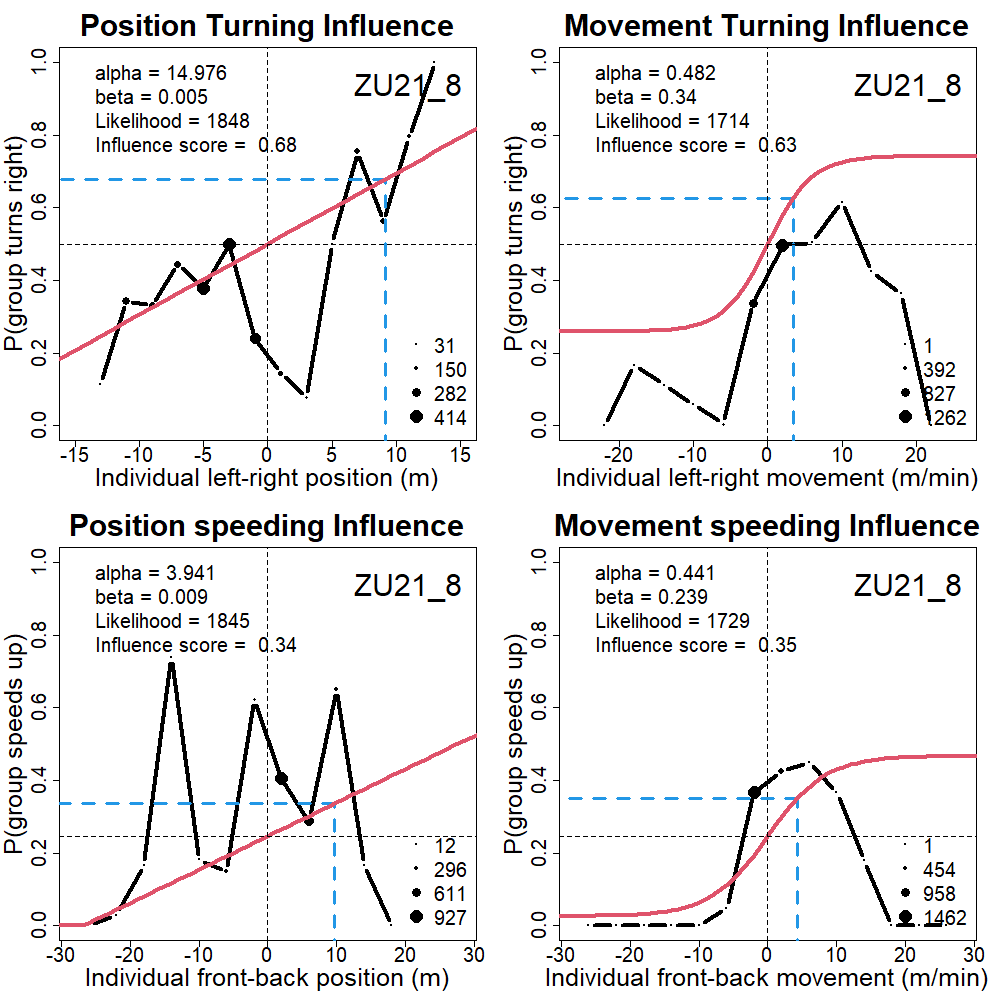 Position Turning Influence
alpha = 14.976
beta = 0.005
Likelihood = 1848
Influence score = 0.68
ZU21_8
P(group turns right)
1.0
0.8
0.6
0.4
0.2
0.0
31
150
282
414
-15 -10 -5 0 5 10 15
Individual left-right position (m)
Movement Turning Influence
alpha = 0.482
beta = 0.34
Likelihood = 1714
Influence score = 0.63
ZU21_8
P(group turns right)
1.0
0.8
0.6
0.4
0.2
0.0
1
392
827
1262
-20 -10 0 10 20
Individual left-right movement (m/min)
Position speeding Influence
alpha = 3.941
beta = 0.009
Likelihood = 1845
Influence score = 0.34
ZU21_8
P(group speeds up)
1.0
0.8
0.6
0.4
0.2
0.0
12
296
611
927
-30 -20 -10 0 10 20 30
Individual front-back position (m)
Movement speeding Influence
alpha = 0.441
beta = 0.239
Likelihood = 1729
Influence score = 0.35
ZU21_8
P(group speeds up)
1.0
0.8
0.6
0.4
0.2
0.0
1
454
958
1462
-30 -20 -10 0 10 20 30
Individual front-back movement (m/min)